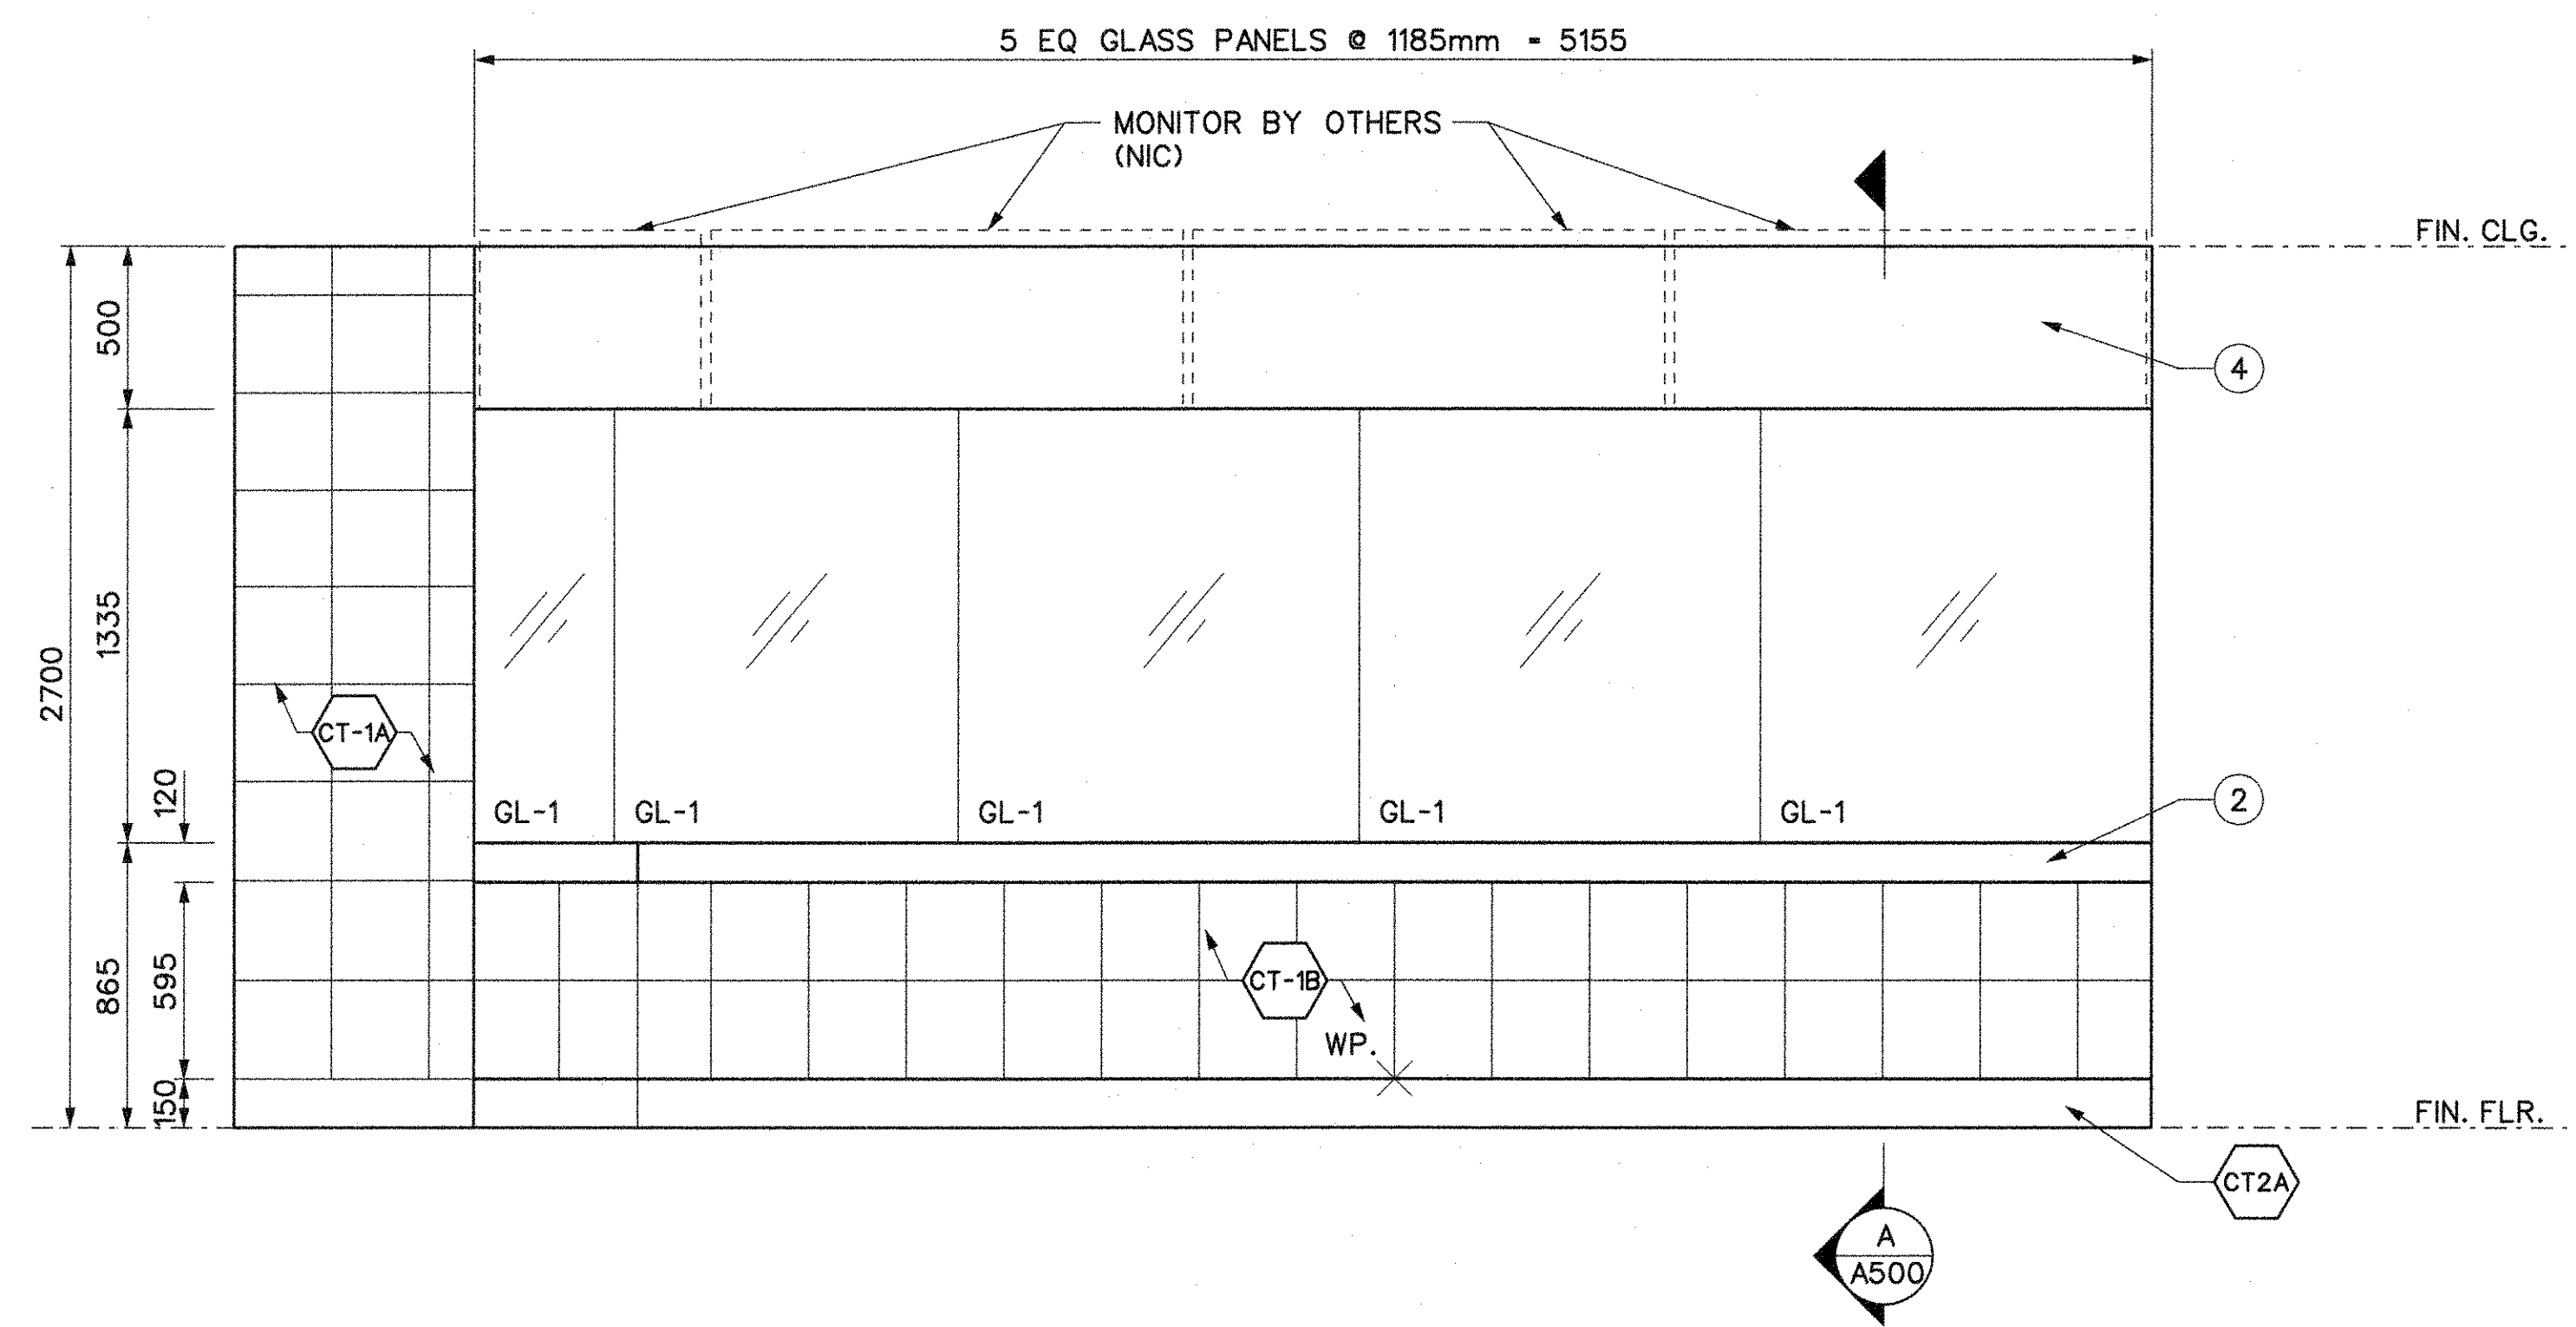 5 EQ GLASS PANELS @ 1185mm - 5155
MONITOR BY OTHERS
(NIC)
FIN. CLG.
500
4
1335
2700
CT-1A
120
GL-1 GL-1 GL-1 GL-1 GL-1
2
865
595
CT-1B
WP.
150
FIN. FLR.
CT2A
A
A500